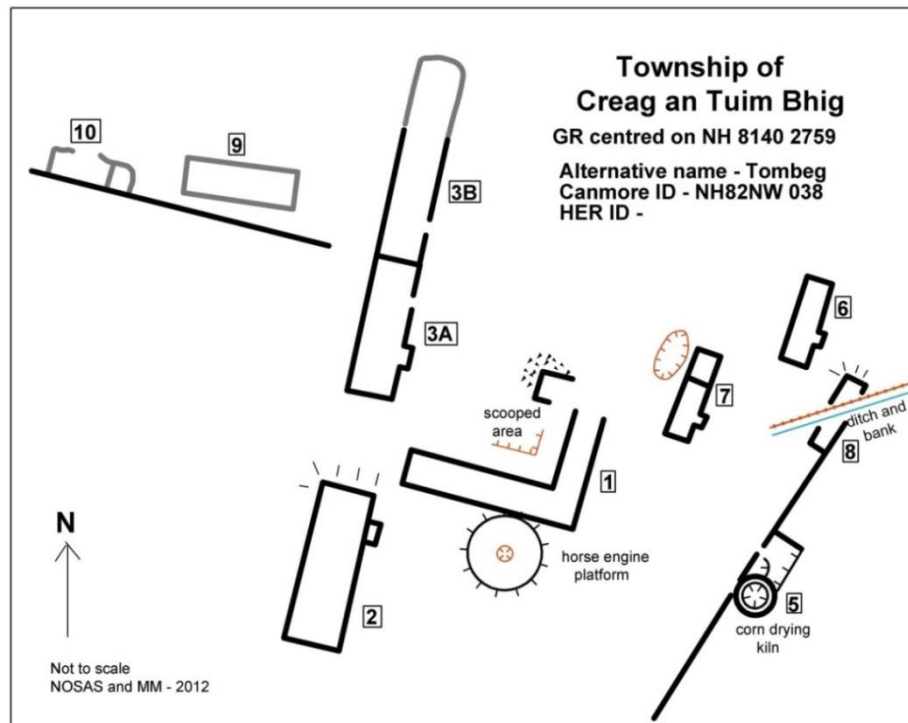 Township of
Creag an Tuim Bhig
GR centred on NH 8140 2759
Alternative name - Tombeg
Canmore ID - NH82NW 038
HER ID -
10
9
3B
3A
6
7
scooped
area
ditch and
bank
8
1
N
horse engine
platform
2
5
corn drying
kiln
Not to scale
NOSAS and MM - 2012